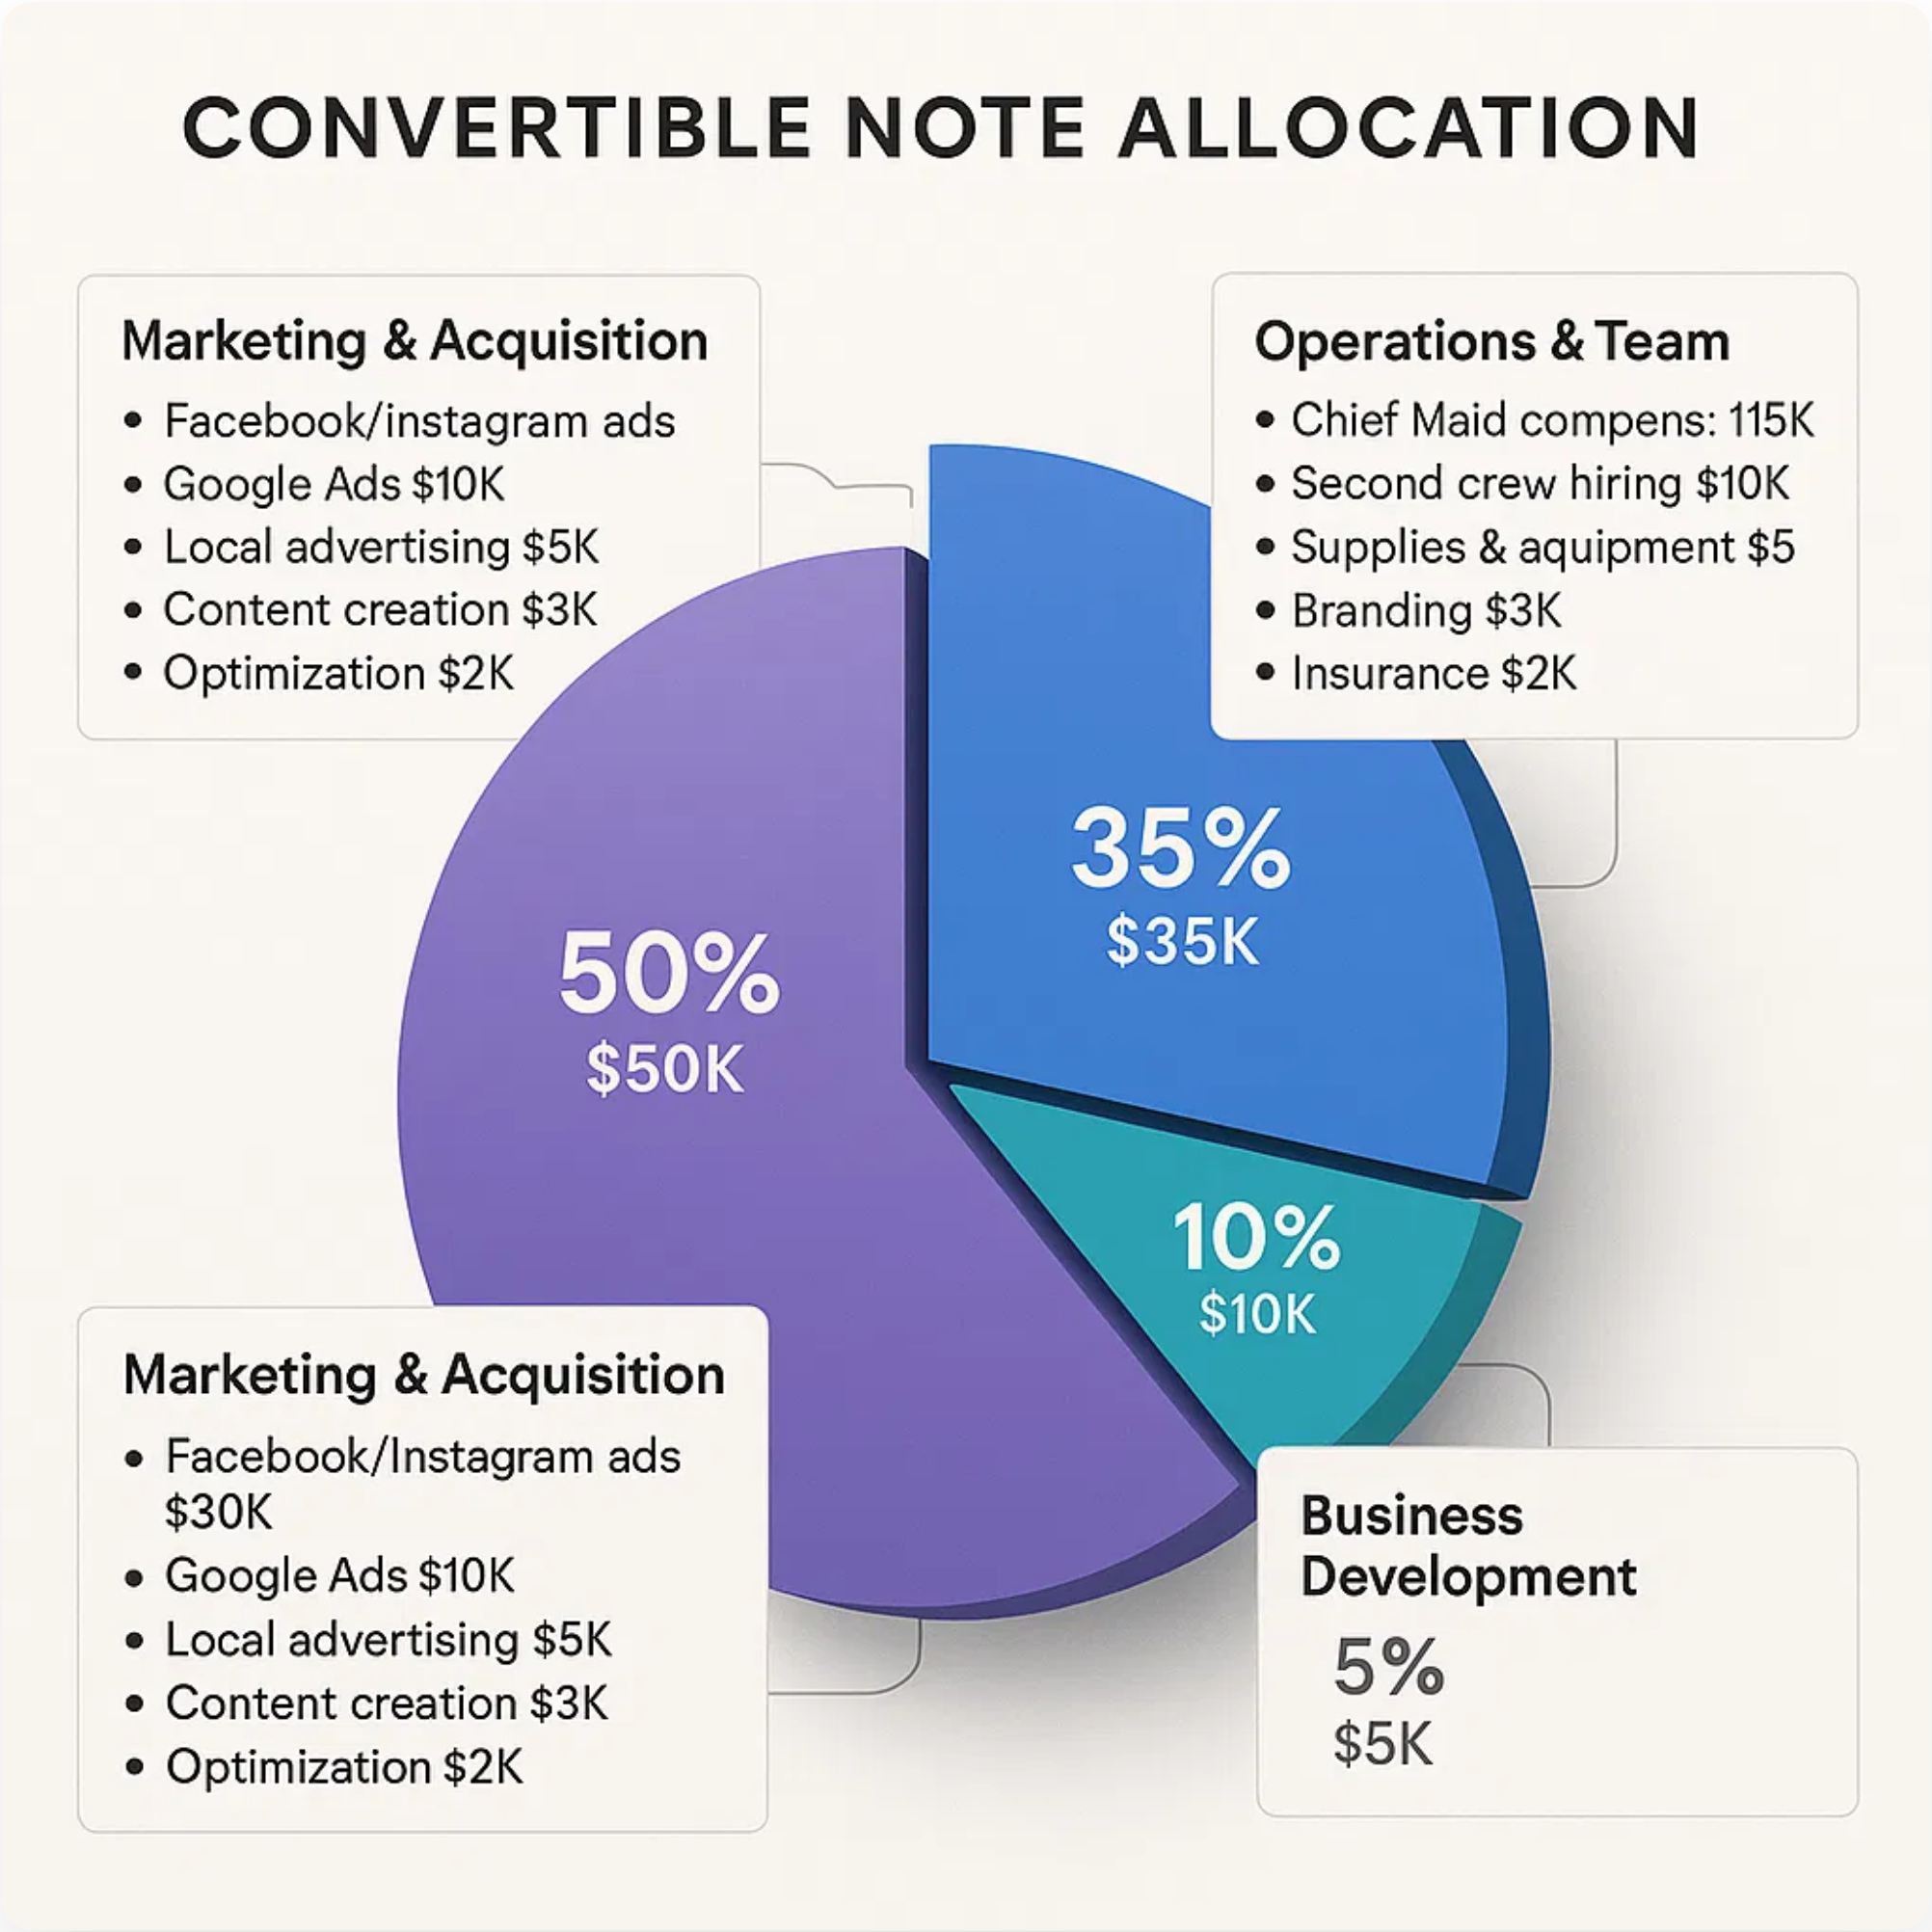 CONVERTIBLE NOTE ALLOCATION
Marketing & Acquisition
• Facebook/instagram ads
• Google Ads $10K
• Local advertising $5K
• Content creation $3K
• Optimization $2K
Operations & Team
• Chief Maid compens: 115K
• Second crew hiring $10K
• Supplies & aquipment $5
• Branding $3K
• Insurance $2K
35%
$35K
50%
$50K
10%
$10K
Marketing & Acquisition
• Facebook/Instagram ads
$30K
• Google Ads $10K
• Local advertising $5K
• Content creation $3K
• Optimization $2K
Business
Development
5%
$5K